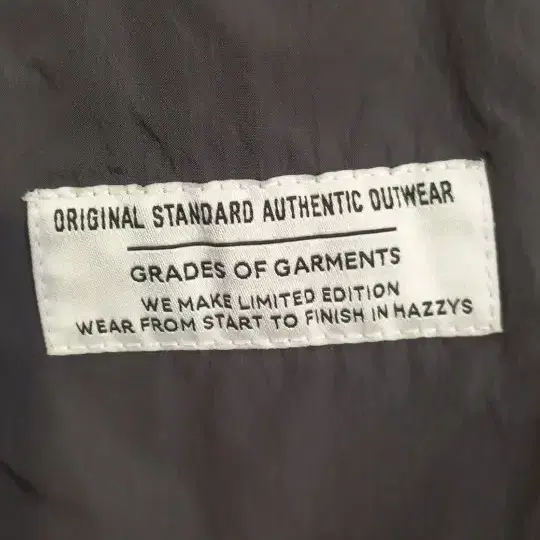 ORIGINAL STANDARD AUTHENTIC OUTWEAR
GRADES OF GARMENTS
WE MAKE LIMITED EDITION
WEAR FROM START TO FINISH IN HAZZYS